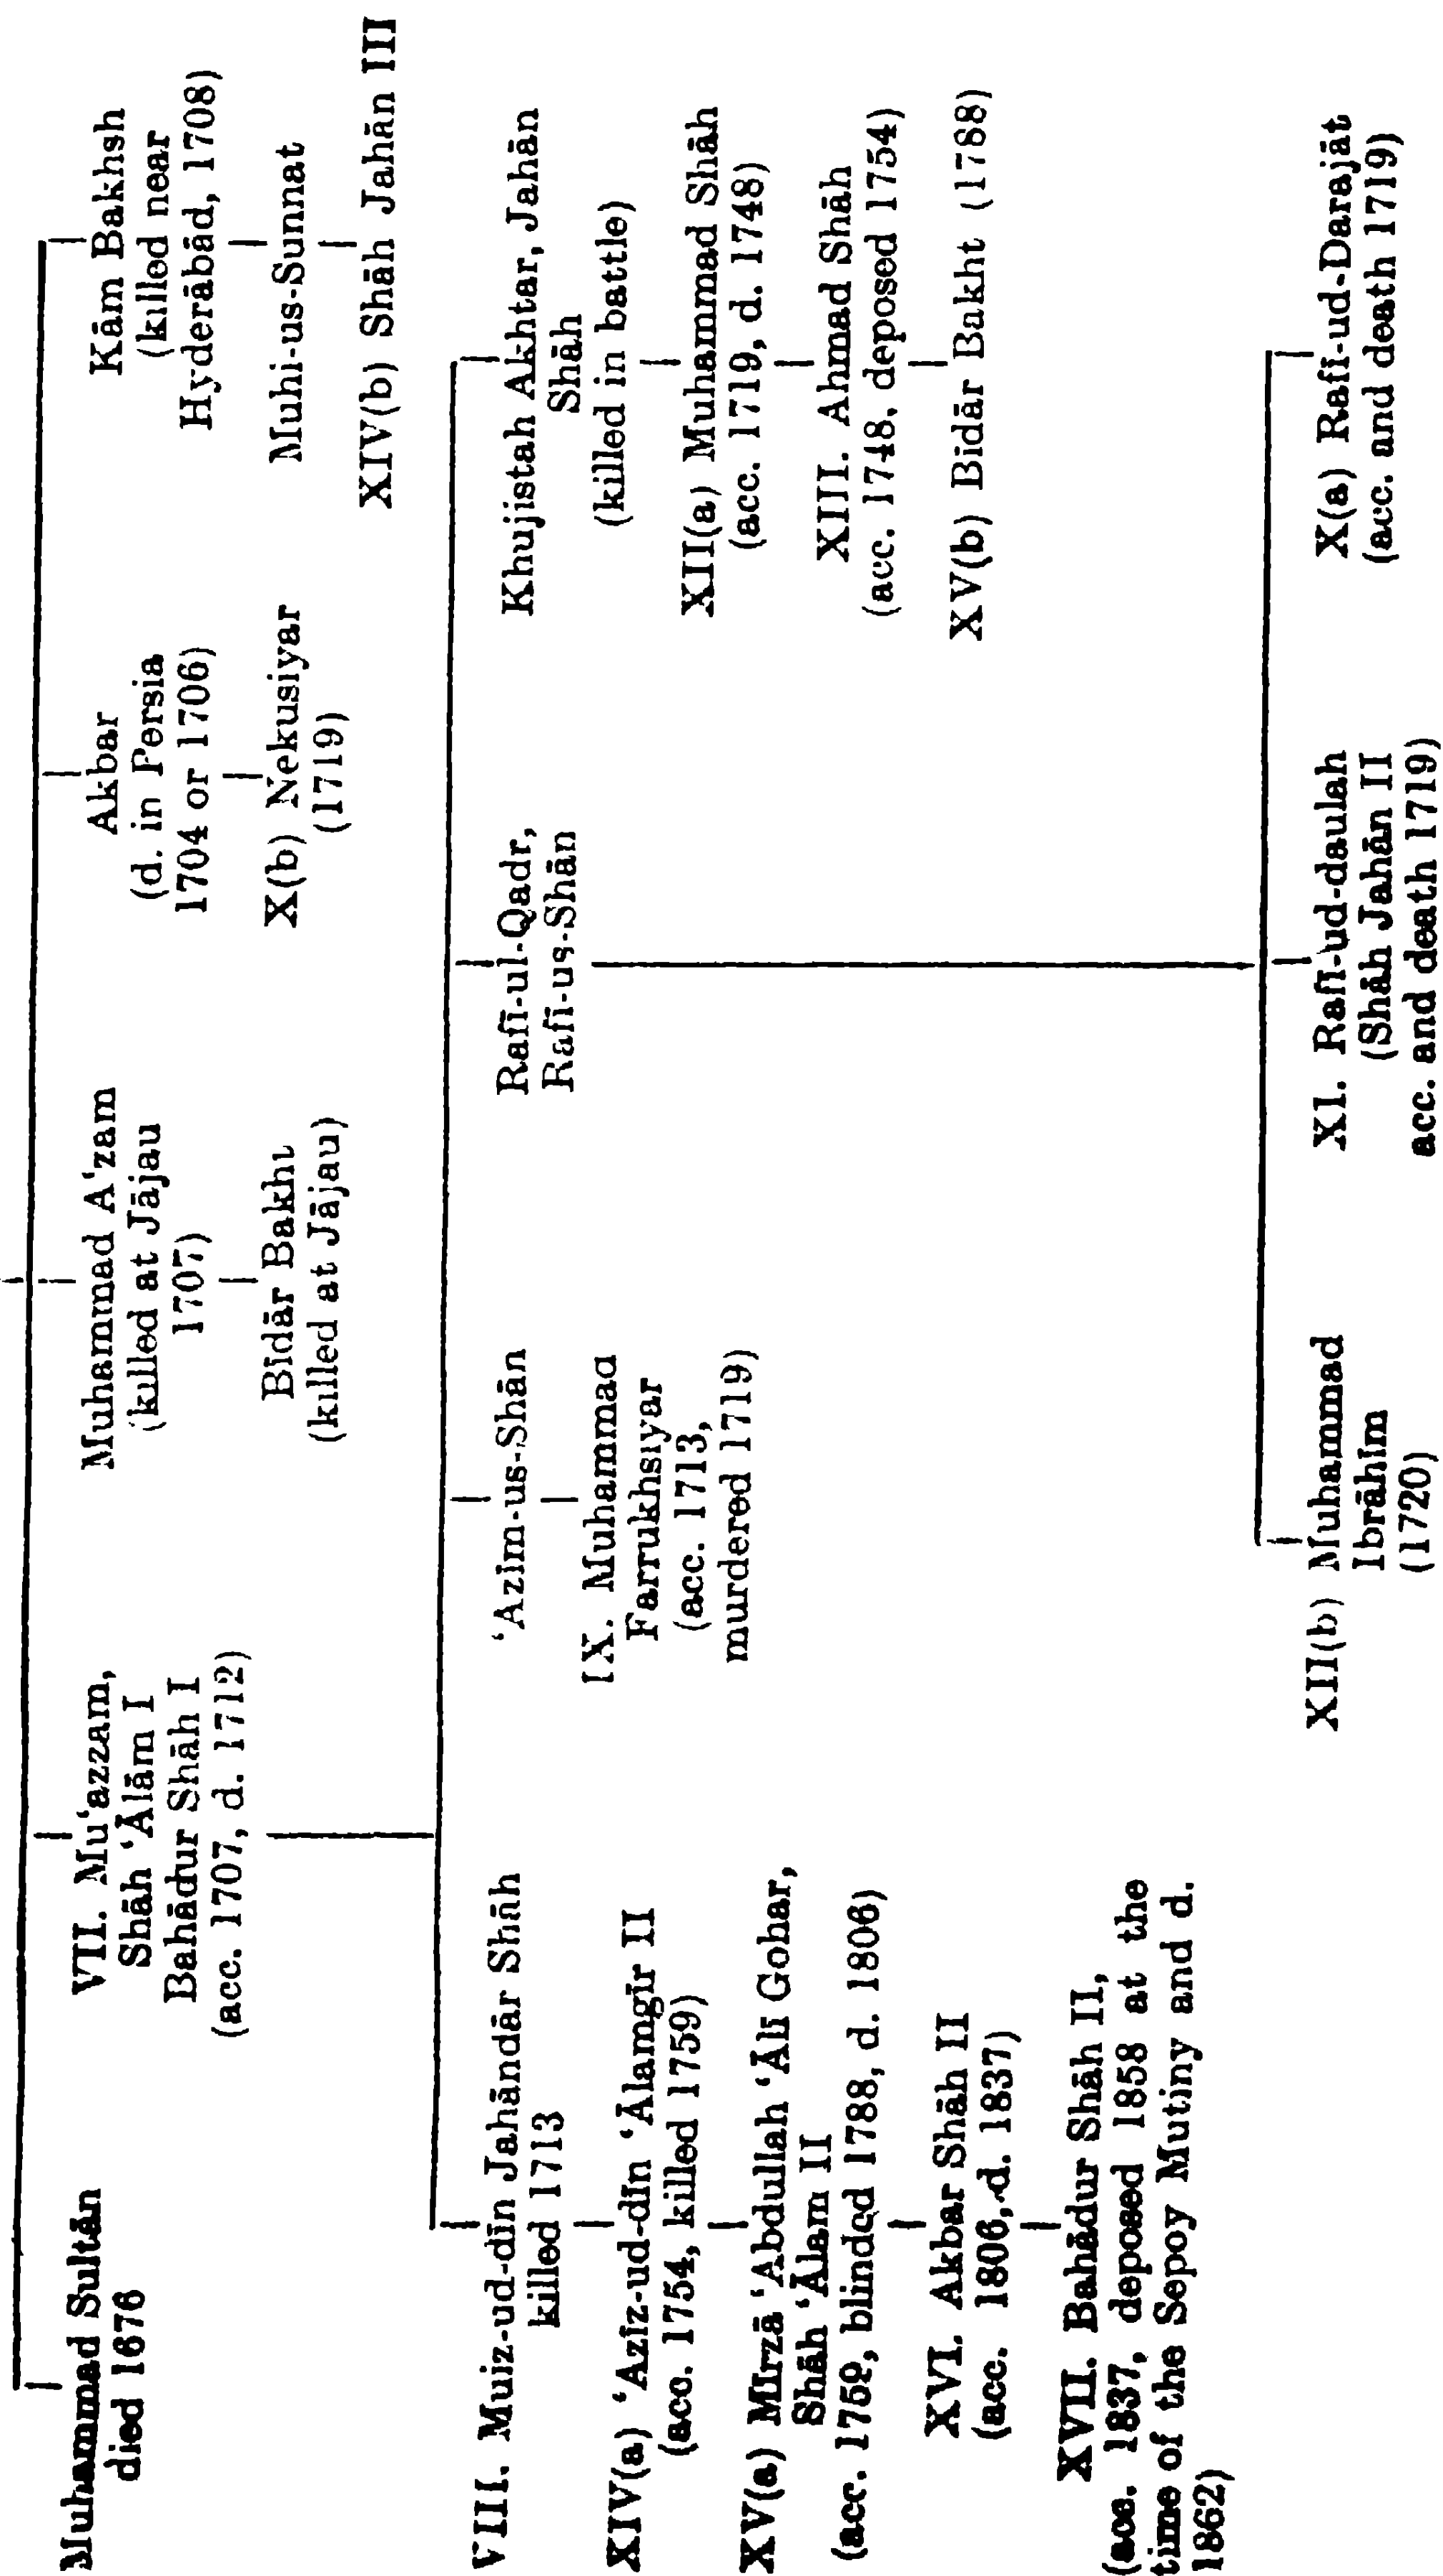 Muhammad Sultān
died 1676
VII. Mu‘azzam,
Shāh ‘Ālām I
Bahādur Shāh I
(acc. 1707, d. 1712)
Muhammad A‘zam
(killed at Jājau
1707)
Bīdār Bakht
(killed at Jājau)
Akbar
(d. in Persia
1704 or 1706)
X(b) Nekusiyar
(1719)
Kām Bakhsh
(killed near
Hyderābād, 1708)
Muhi-us-Sunnat
XIV(b) Shāh Jahān III
VIII. Muiz-ud-dīn Jahāndār Shāh
killed 1713
XIV(a) ‘Azīz-ud-dīn ‘Ālamgīr II
(acc. 1754, killed 1759)
XV(a) Mīrzā ‘Abdullah ‘Ālī Gohar,
Shāh ‘Ālam II
(acc. 1759, blinded 1788, d. 1806)
XVI. Akbar Shāh II
(acc. 1806, d. 1837)
XVII. Bahādur Shāh II,
(acc. 1837, deposed 1858 at the
time of the Sepoy Mutiny and d.
1862)
‘Azīm-us-Shān
IX. Muhammad
Farrukhsiyar
(acc. 1713,
murdered 1719)
Rafī-ul-Qadr,
Rafī-us-Shān
Khujistah Akhtar, Jahān
Shāh
(killed in battle)
XII(a) Muhammad Shāh
(acc. 1719, d. 1748)
XIII. Ahmad Shāh
(acc. 1748, deposed 1754)
XV(b) Bīdār Bakht (1788)
XII(b) Muhammad
Ibrāhīm
(1720)
XI. Rafī-ud-daulah
(Shāh Jahān II
acc. and death 1719)
X(a) Rafī-ud-Darajāt
(acc. and death 1719)